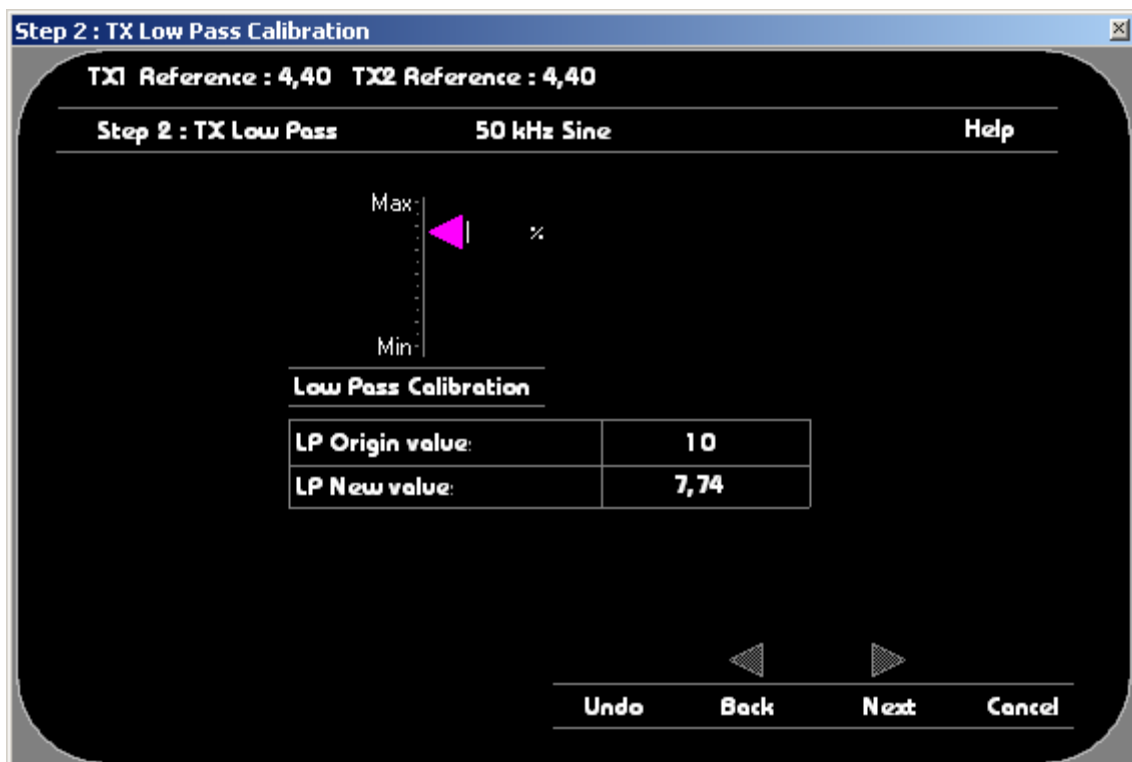 Step 2 : TX Low Pass Calibration
TX1 Reference : 4,40 TX2 Reference : 4,40
Step 2 : TX Low Pass 50 kHz Sine Help
Max
%
Min
Low Pass Calibration
LP Origin value: 10
LP New value: 7,74
Undo Back Next Cancel